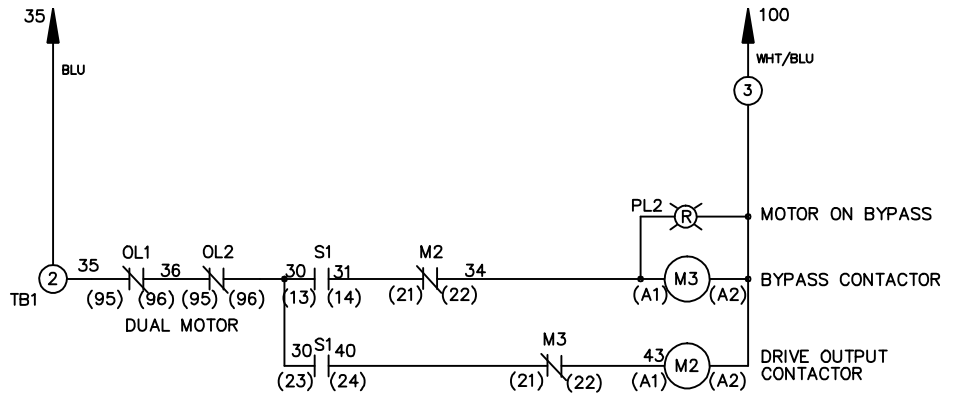 35
100
BLU
WHT/BLU
3
PL2 R MOTOR ON BYPASS
OL1 OL2 S1 M2
2 35 36 30 31 34 M3 BYPASS CONTACTOR
TB1 (95) (96) (95) (96) (13) (14) (21) (22) (A1) (A2)
DUAL MOTOR
S1 M3
30 40 43 M2 DRIVE OUTPUT
CONTACTOR
(23) (24) (21) (22) (A1) (A2)